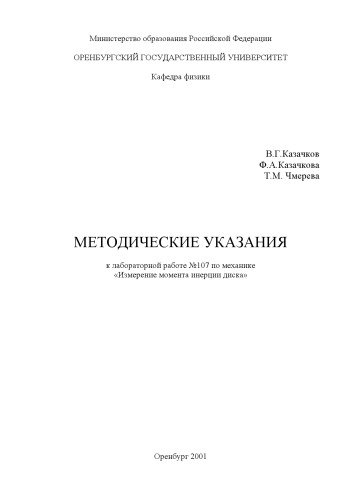 Министерство образования Российской Федерации
ОРЕНБУРГСКИЙ ГОСУДАРСТВЕННЫЙ УНИВЕРСИТЕТ
Кафедра физики
В.Г.Казачков
Ф.А.Казачкова
Т.М. Чмерева
МЕТОДИЧЕСКИЕ УКАЗАНИЯ
к лабораторной работе №107 по механике
«Измерение момента инерции диска»
Оренбург 2001